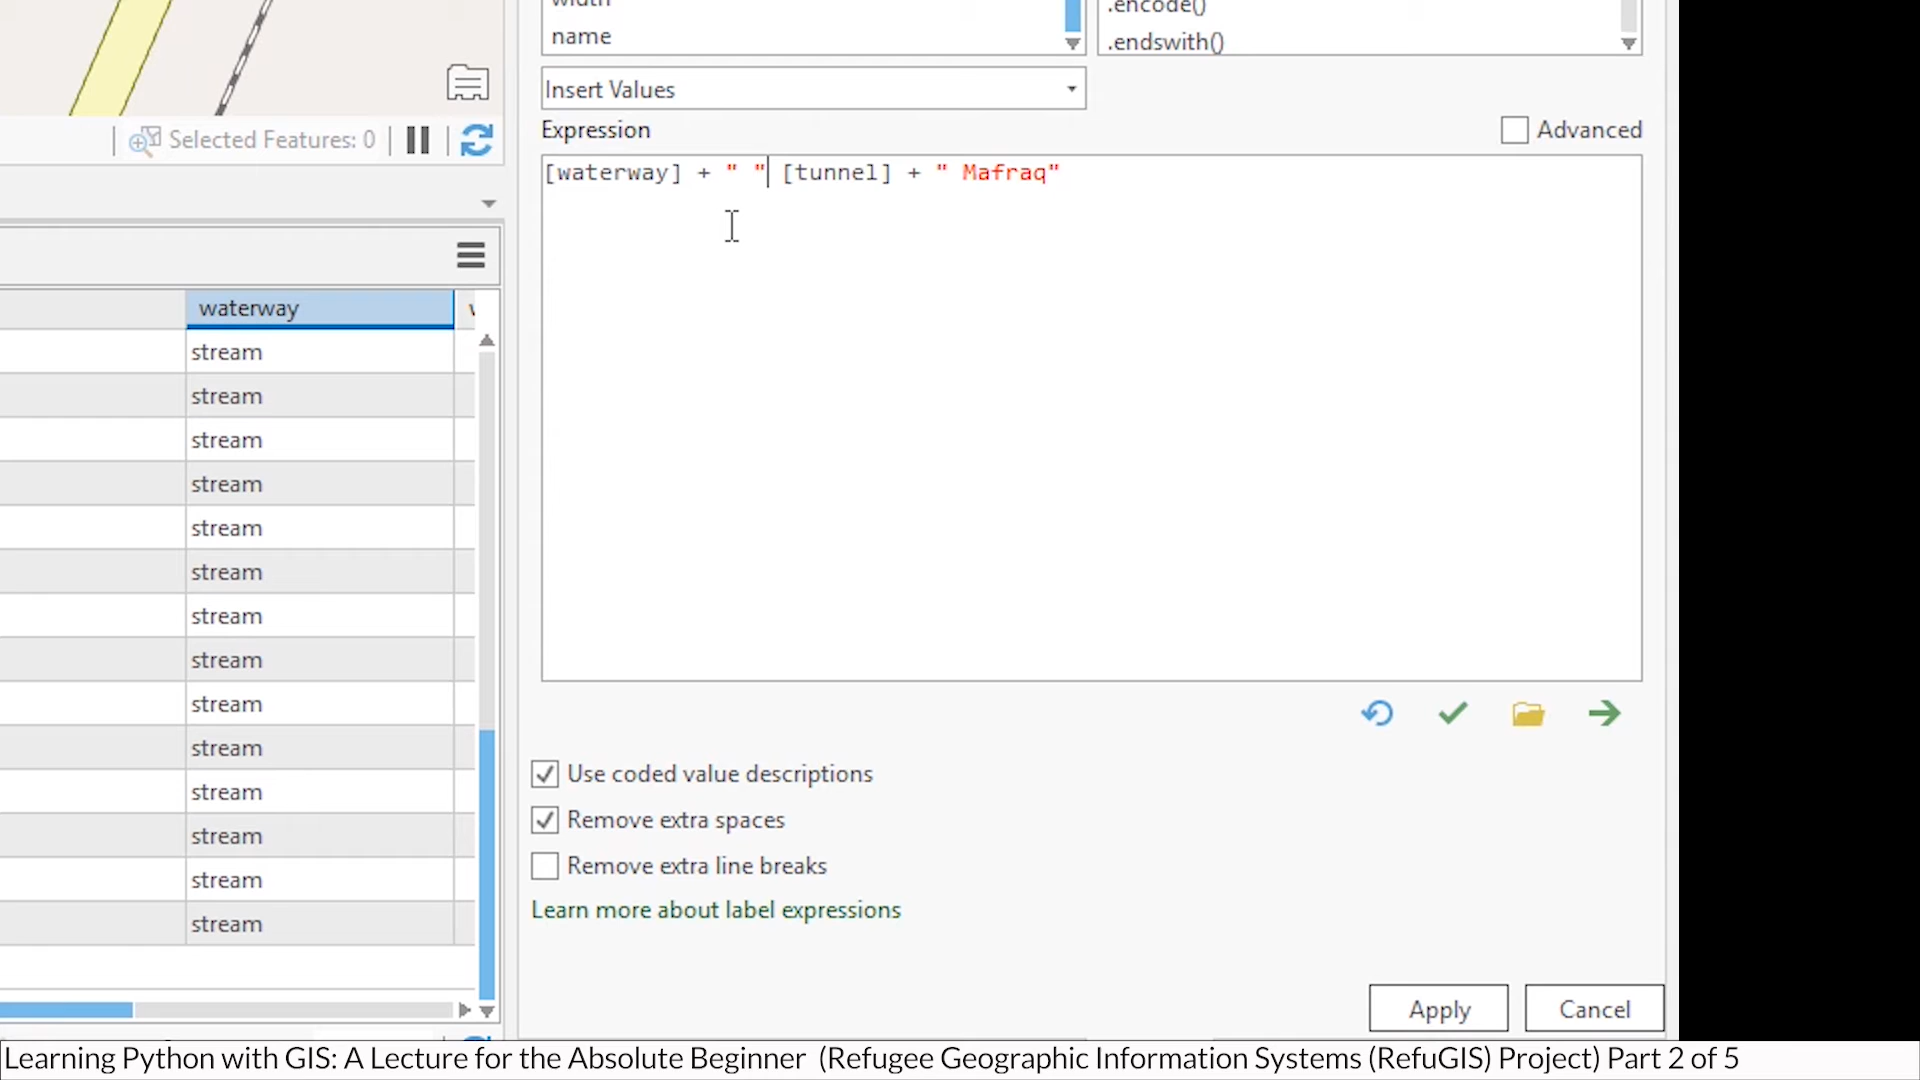 width
name
.encode()
.endswith()
Insert Values
Selected Features: 0
Expression
Advanced
[waterway] + " " [tunnel] + " Mafraq"
waterway
stream
stream
stream
stream
stream
stream
stream
stream
stream
stream
stream
stream
stream
stream
Use coded value descriptions
Remove extra spaces
Remove extra line breaks
Learn more about label expressions
Apply
Cancel
Learning Python with GIS: A Lecture for the Absolute Beginner (Refugee Geographic Information Systems (RefuGIS) Project) Part 2 of 5